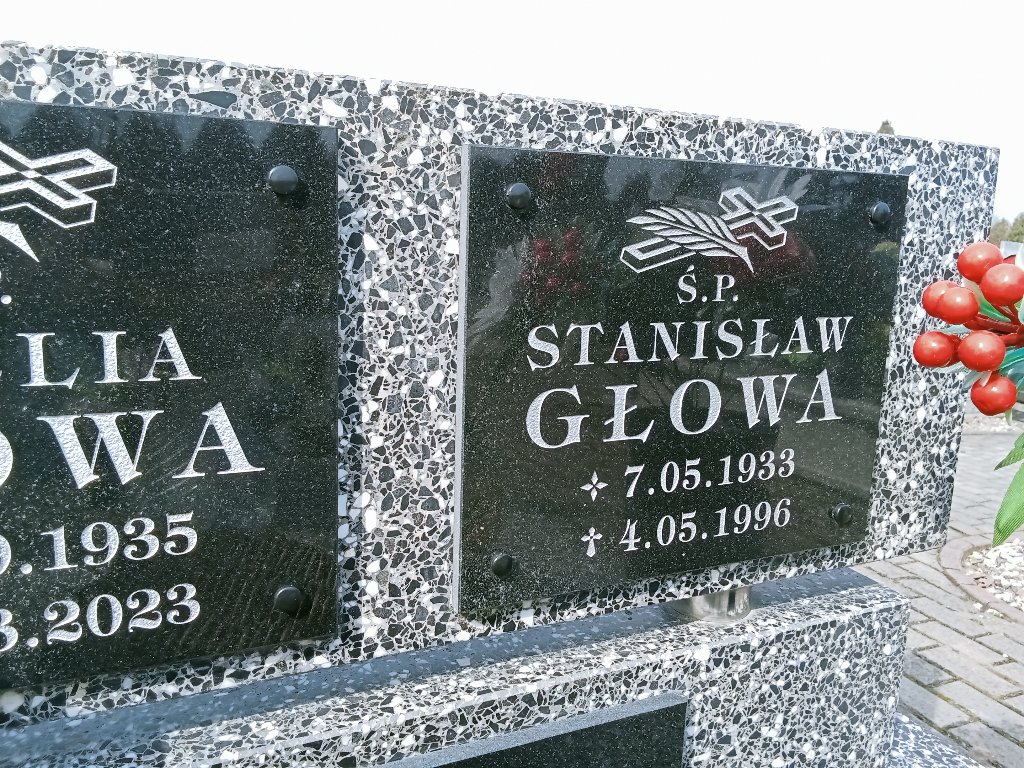 LIA
OWA
.1935
.2023
Ś.P.
STANISŁAW
GŁOWA
7.05.1933
4.05.1996